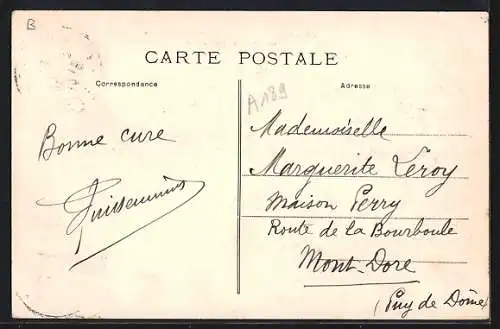 B
CARTE POSTALE
Correspondance
Adresse
A189
Bonne cure
Mademoiselle
Marguerite Leroy
Maison Perry
Route de la Bourboule
Mont-Dore
(Puy de Dôme)